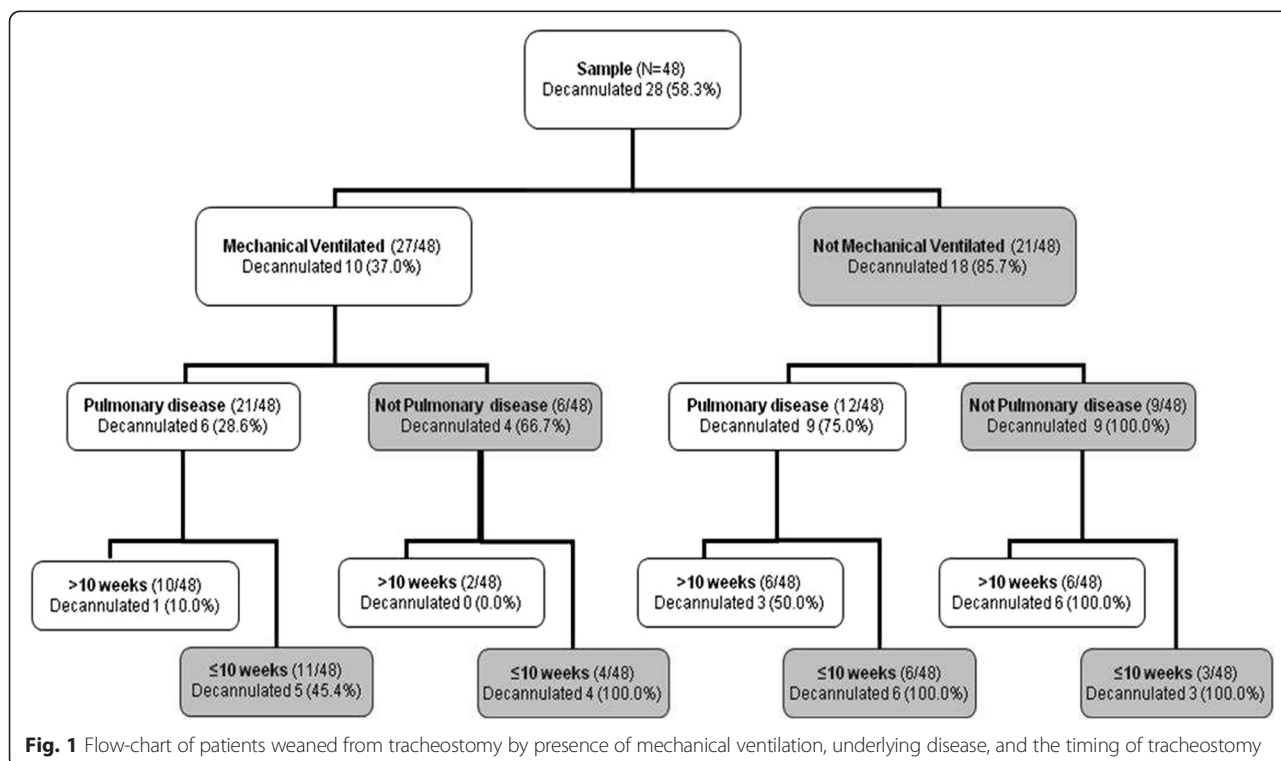 Sample (N=48)
Decannulated 28 (58.3%)
Mechanical Ventilated (27/48)
Decannulated 10 (37.0%)
Not Mechanical Ventilated (21/48)
Decannulated 18 (85.7%)
Pulmonary disease (21/48)
Decannulated 6 (28.6%)
Not Pulmonary disease (6/48)
Decannulated 4 (66.7%)
Pulmonary disease (12/48)
Decannulated 9 (75.0%)
Not Pulmonary disease (9/48)
Decannulated 9 (100.0%)
>10 weeks (10/48)
Decannulated 1 (10.0%)
>10 weeks (2/48)
Decannulated 0 (0.0%)
>10 weeks (6/48)
Decannulated 3 (50.0%)
>10 weeks (6/48)
Decannulated 6 (100.0%)
≤10 weeks (11/48)
Decannulated 5 (45.4%)
≤10 weeks (4/48)
Decannulated 4 (100.0%)
≤10 weeks (6/48)
Decannulated 6 (100.0%)
≤10 weeks (3/48)
Decannulated 3 (100.0%)
Fig. 1 Flow-chart of patients weaned from tracheostomy by presence of mechanical ventilation, underlying disease, and the timing of tracheostomy